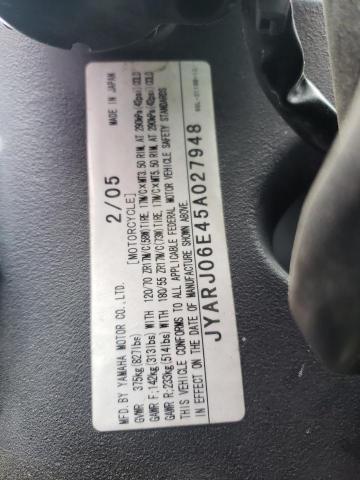 MFD.BY YAMAHA MOTOR CO.,LTD. 2/05 MADE IN JAPAN
[MOTORCYCLE]
GVWR 375kg(827lbs)
GAWR F:142kg(313lbs) WITH 120/70 ZR17M/C(58W)TIRE, 17M/C×MT3.50 RIM, AT 290kPa(42psi)COLD
GAWR R:233kg(514lbs) WITH 180/55 ZR17M/C(73W)TIRE, 17M/C×MT5.50 RIM, AT 290kPa(42psi)COLD
THIS VEHICLE CONFORMS TO ALL APPLICABLE FEDERAL MOTOR VEHICLE SAFETY STANDARDS
IN EFFECT ON THE DATE OF MANUFACTURE SHOWN ABOVE.
JYARJ06E45A027948